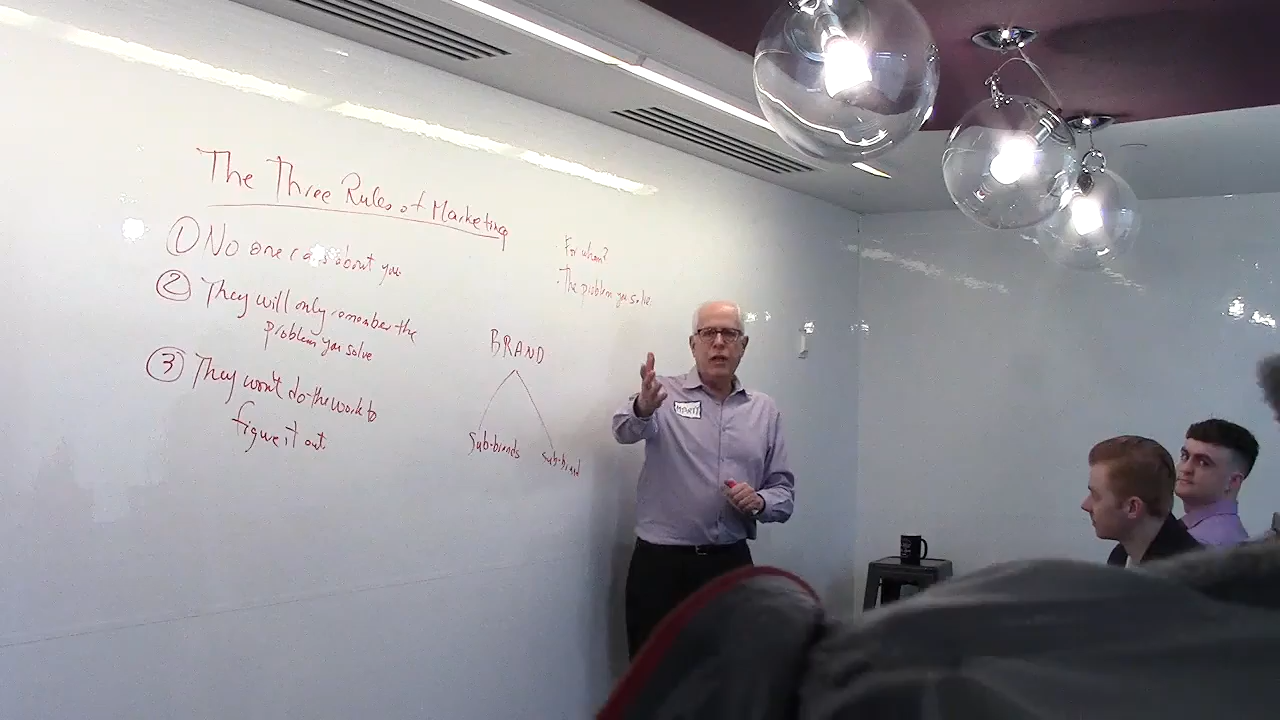 The Three Rules of Marketing
① No one cares about you
② They will only remember the
problem you solve
③ They won't do the work to
figure it out.
· For whom?
· The problem you solve
BRAND
Sub-brands
Sub-brand